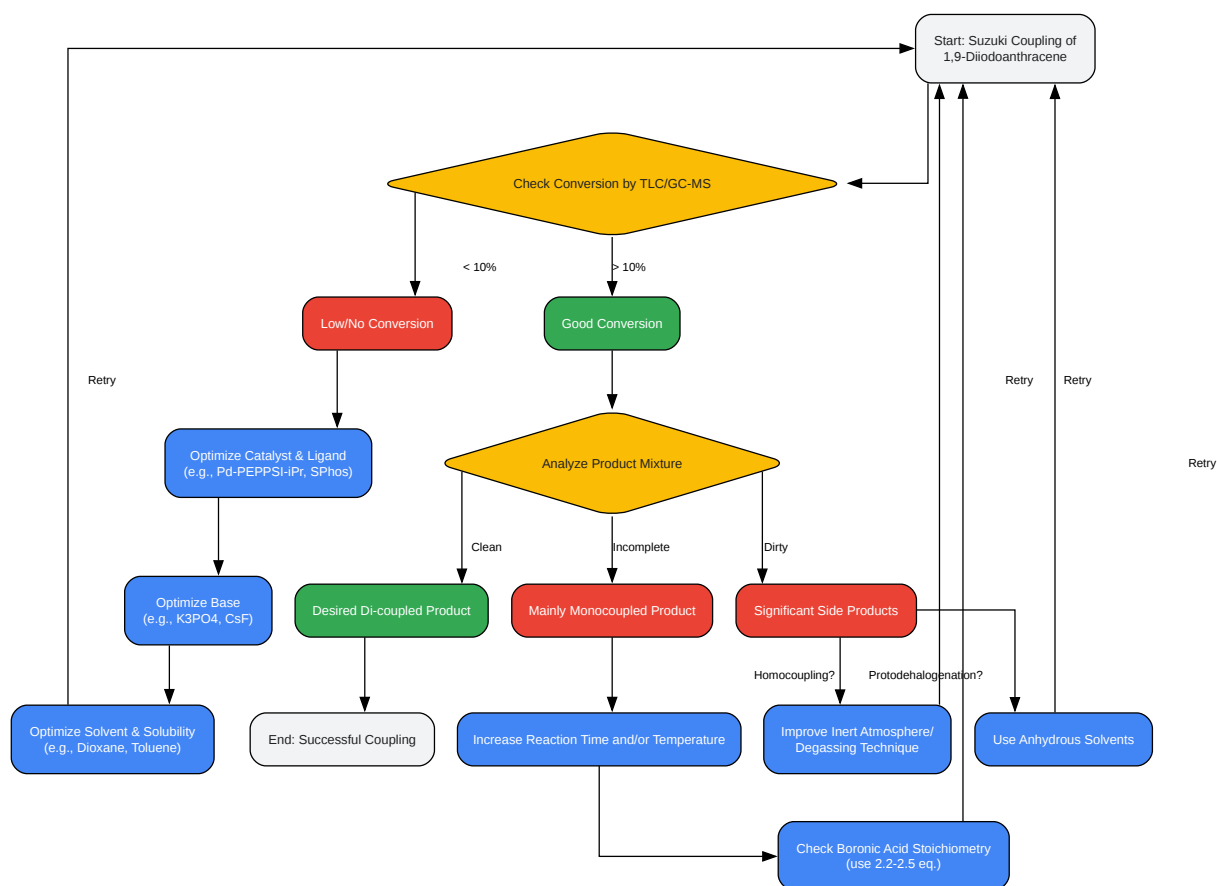 Start: Suzuki Coupling of
1,9-Diiodoanthracene
Check Conversion by TLC/GC-MS
< 10%
> 10%
Low/No Conversion
Good Conversion
Retry
Retry
Retry
Optimize Catalyst & Ligand
(e.g., Pd-PEPPSI-iPr, SPhos)
Analyze Product Mixture
Retry
Clean
Incomplete
Dirty
Optimize Base
(e.g., K3PO4, CsF)
Desired Di-coupled Product
Mainly Monocoupled Product
Significant Side Products
Homocoupling?
Protodehalogenation?
Optimize Solvent & Solubility
(e.g., Dioxane, Toluene)
End: Successful Coupling
Increase Reaction Time and/or Temperature
Improve Inert Atmosphere/
Degassing Technique
Use Anhydrous Solvents
Check Boronic Acid Stoichiometry
(use 2.2-2.5 eq.)